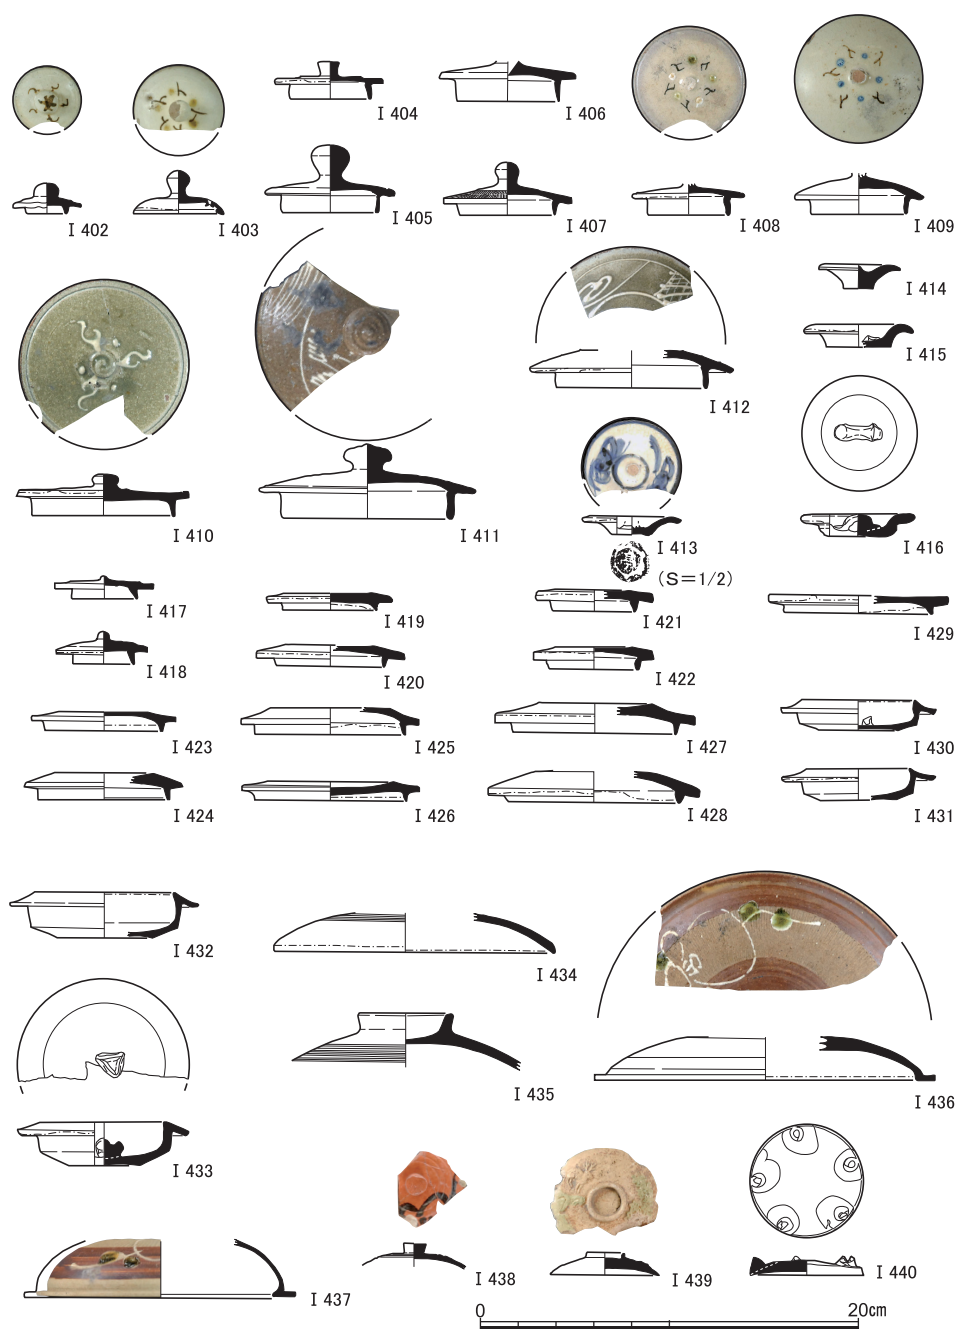 I 404
I 406
I 402
I 403
I 405
I 407
I 408
I 409
I 414
I 415
I 412
I 410
I 411
I 413
(S=1/2)
I 416
I 417
I 419
I 421
I 429
I 418
I 420
I 422
I 423
I 425
I 427
I 430
I 424
I 426
I 428
I 431
I 432
I 434
I 435
I 436
I 433
I 437
I 438
I 439
I 440
0 20cm